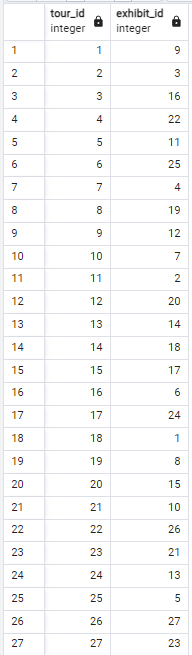 tour_id exhibit_id
integer integer
1 1 9
2 2 3
3 3 16
4 4 22
5 5 11
6 6 25
7 7 4
8 8 19
9 9 12
10 10 7
11 11 2
12 12 20
13 13 14
14 14 18
15 15 17
16 16 6
17 17 24
18 18 1
19 19 8
20 20 15
21 21 10
22 22 26
23 23 21
24 24 13
25 25 5
26 26 27
27 27 23